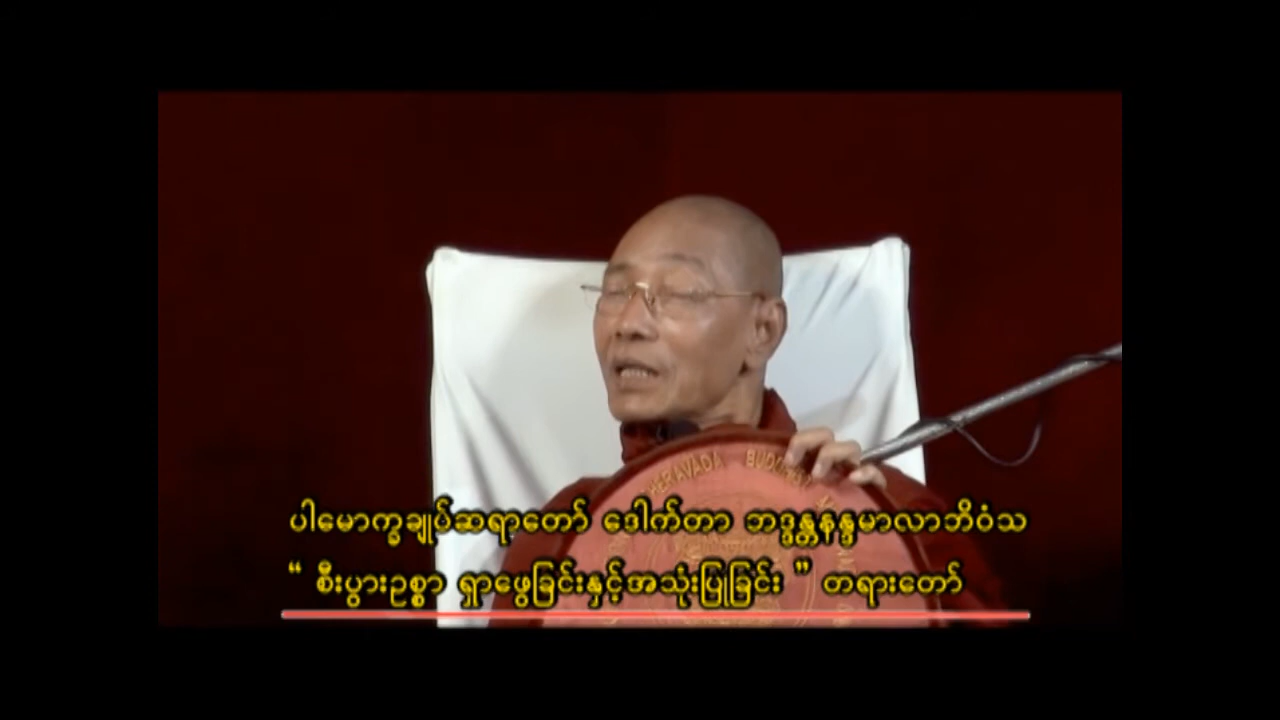 HERAVADA BUDDHIST
ပါမောက္ခချုပ်ဆရာတော် ဒေါက်တာ ဘဒ္ဒန္တနန္ဒမာလာဘိဝံသ
“ စီးပွားဥစ္စာ ရှာဖွေခြင်းနှင့်အသုံးပြုခြင်း ” တရားတော်